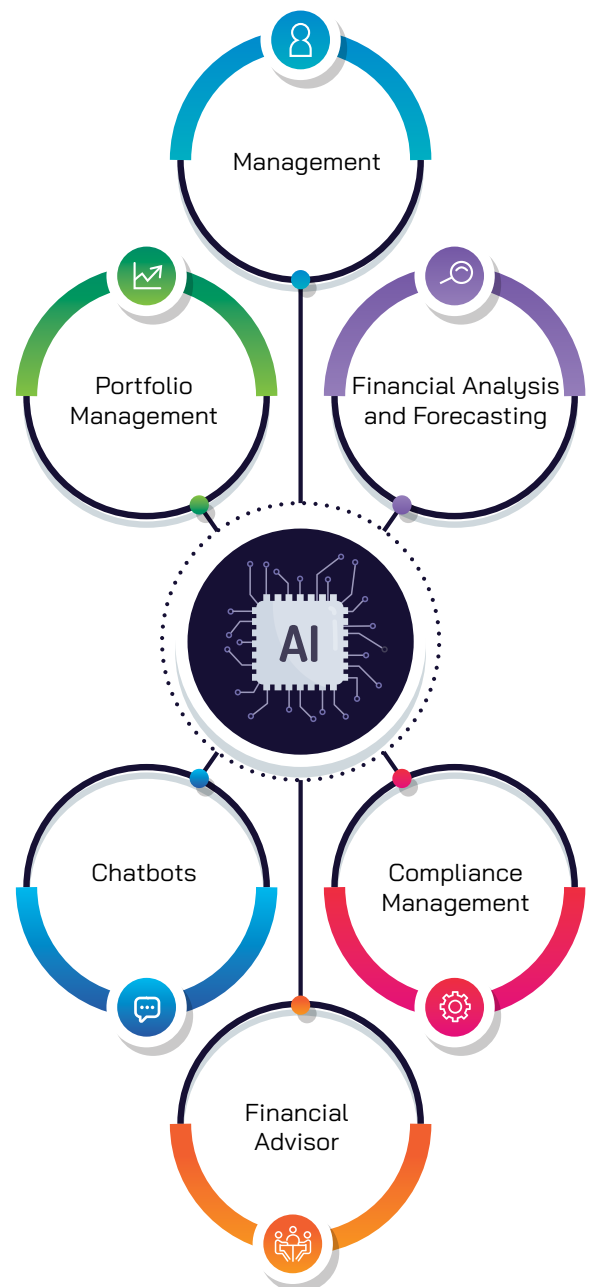 Management
Portfolio
Management
Financial Analysis
and Forecasting
AI
Chatbots
Compliance
Management
Financial
Advisor